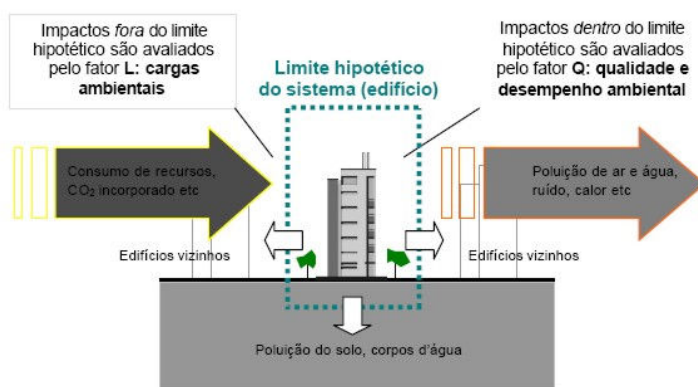 Impactos fora do limite
hipotético são avaliados
pelo fator L: cargas
ambientais
Impactos dentro do limite
hipotético são avaliados
pelo fator Q: qualidade e
desempenho ambiental
Limite hipotético
do sistema (edifício)
Consumo de recursos,
CO₂ incorporado etc
Poluição de ar e água,
ruído, calor etc
Edifícios vizinhos
Edifícios vizinhos
Poluição do solo, corpos d'água